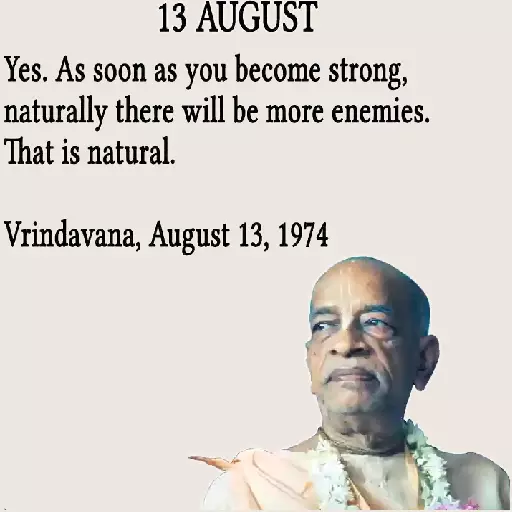 13 AUGUST
Yes. As soon as you become strong,
naturally there will be more enemies.
That is natural.
Vrindavana, August 13, 1974